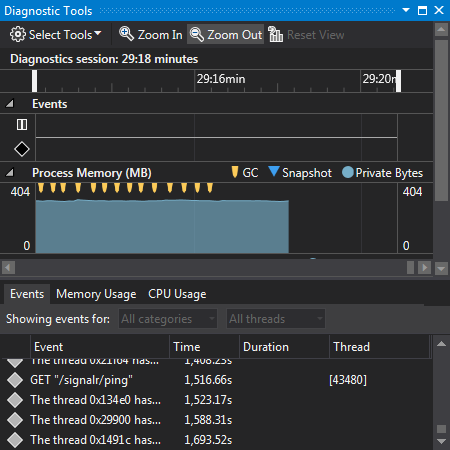 Diagnostic Tools
Select Tools Zoom In Zoom Out Reset View
Diagnostics session: 29:18 minutes
29:16min 29:20m
Events
Process Memory (MB) GC Snapshot Private Bytes
404 404
0 0
Events Memory Usage CPU Usage
Showing events for: All categories All threads
Event Time Duration Thread
The thread 0x21f64 has... 1,408.23s
GET "/signalr/ping" 1,516.66s [43480]
The thread 0x134e0 has... 1,523.17s
The thread 0x29900 has... 1,588.31s
The thread 0x1491c has... 1,693.52s